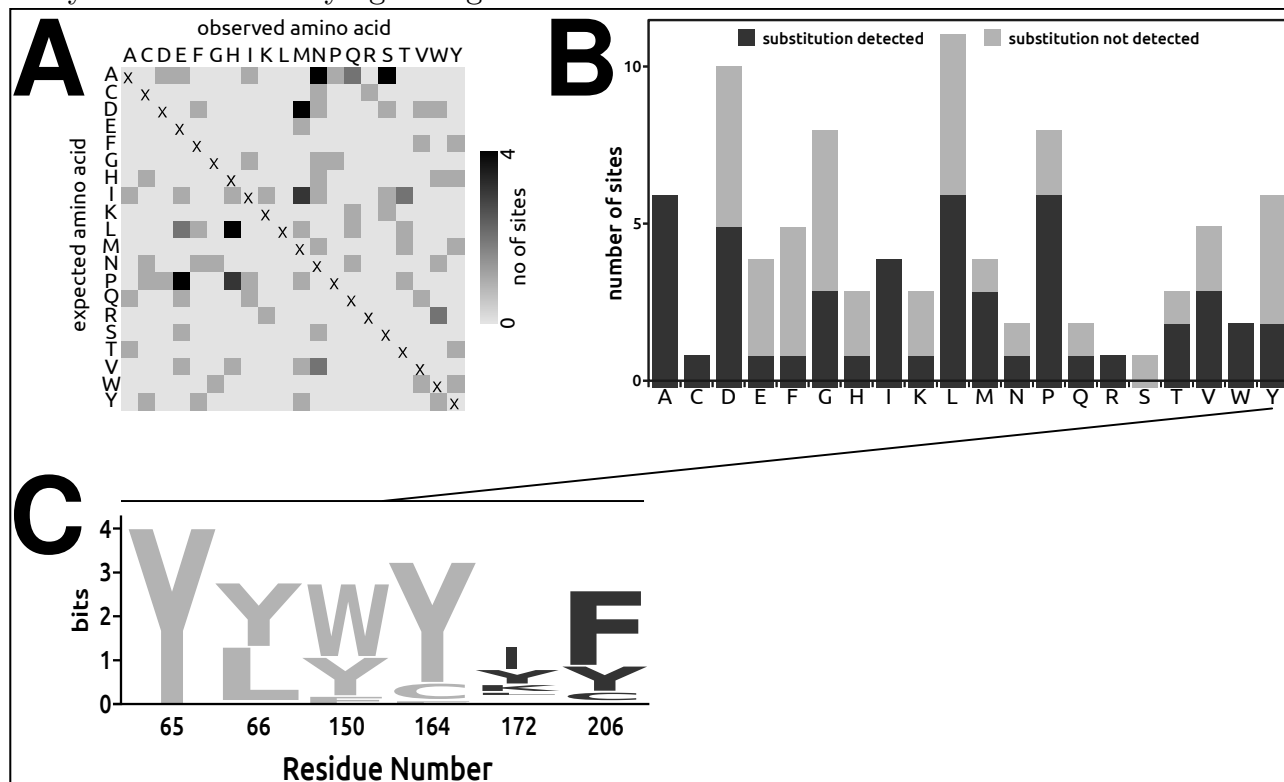 A
observed amino acid
A C D E F G H I K L M N P Q R S T V W Y
expected amino acid
A
C
D
E
F
G
H
I
K
L
M
N
P
Q
R
S
T
V
W
Y
X X X X X X X X X X X X X X X X X X X X
4
no of sites
0
B
substitution detected
substitution not detected
number of sites
10
5
0
A C D E F G H I K L M N P Q R S T V W Y
C
bits
4
3
2
1
0
Y Y L W Y Y C I Y K F Y C
65 66 150 164 172 206
Residue Number